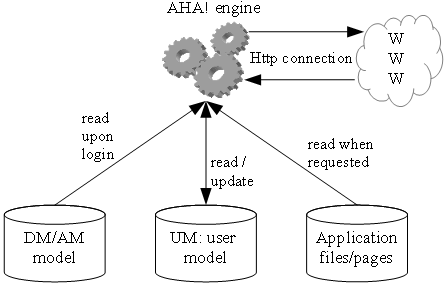 AHA! engine
Http connection
W
W
W
read
upon
login
read /
update
read when
requested
DM/AM
model
UM: user
model
Application
files/pages